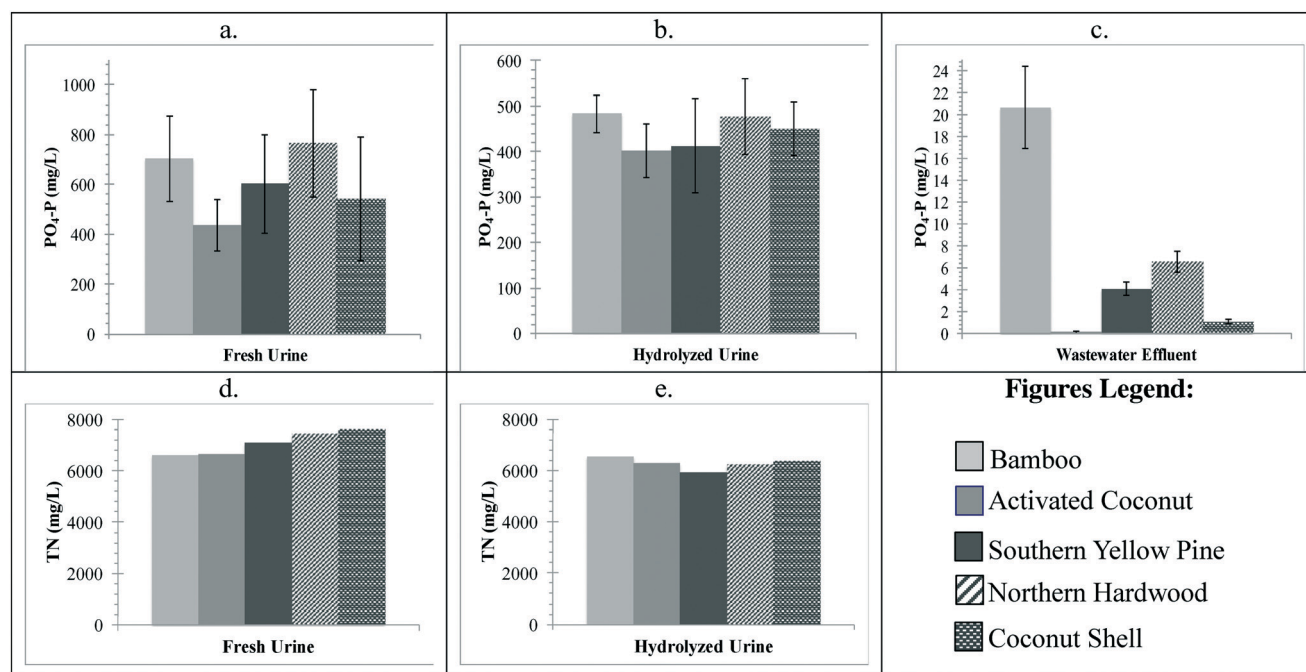 a.
PO₄-P (mg/L)
1000
800
600
400
200
0
Fresh Urine
b.
PO₄-P (mg/L)
600
500
400
300
200
100
0
Hydrolyzed Urine
c.
PO₄-P (mg/L)
24
22
20
18
16
14
12
10
8
6
4
2
0
Wastewater Effluent
d.
TN (mg/L)
8000
6000
4000
2000
0
Fresh Urine
e.
TN (mg/L)
8000
6000
4000
2000
0
Hydrolyzed Urine
Figures Legend:
Bamboo
Activated Coconut
Southern Yellow Pine
Northern Hardwood
Coconut Shell